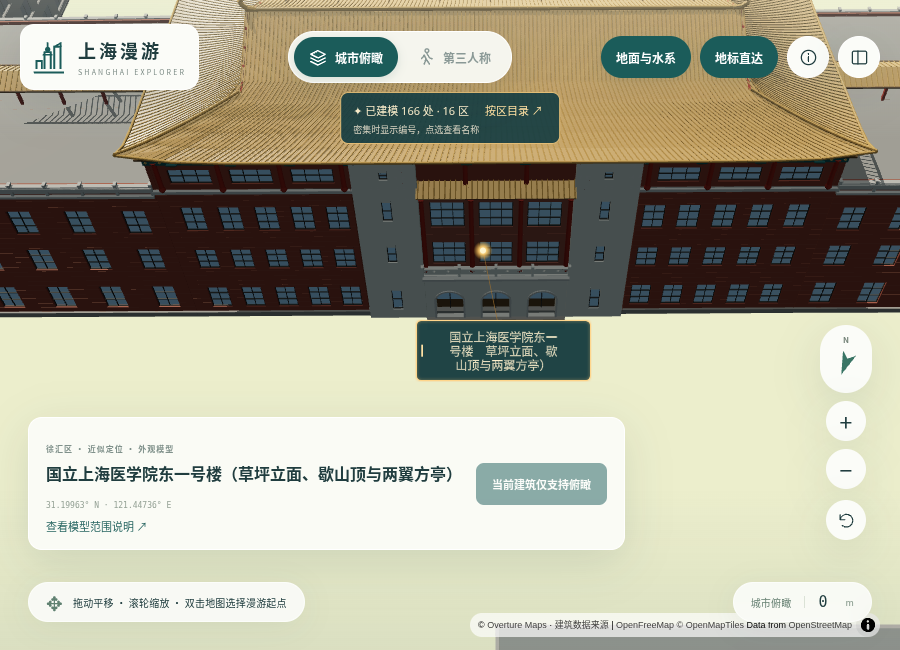 上海漫游
SHANGHAI EXPLORER
城市俯瞰
第三人称
地面与水系
地标直达
✦ 已建模 166 处 · 16 区 按区目录 ↗
密集时显示编号，点选查看名称
国立上海医学院东一
号楼 草坪立面、歇
山顶与两翼方亭）
N
徐汇区 · 近似定位 · 外观模型
国立上海医学院东一号楼（草坪立面、歇山顶与两翼方亭）
当前建筑仅支持俯瞰
31.19963° N · 121.44736° E
查看模型范围说明 ↗
拖动平移 · 滚轮缩放 · 双击地图选择漫游起点
城市俯瞰 0 m
© Overture Maps · 建筑数据来源 | OpenFreeMap © OpenMapTiles Data from OpenStreetMap